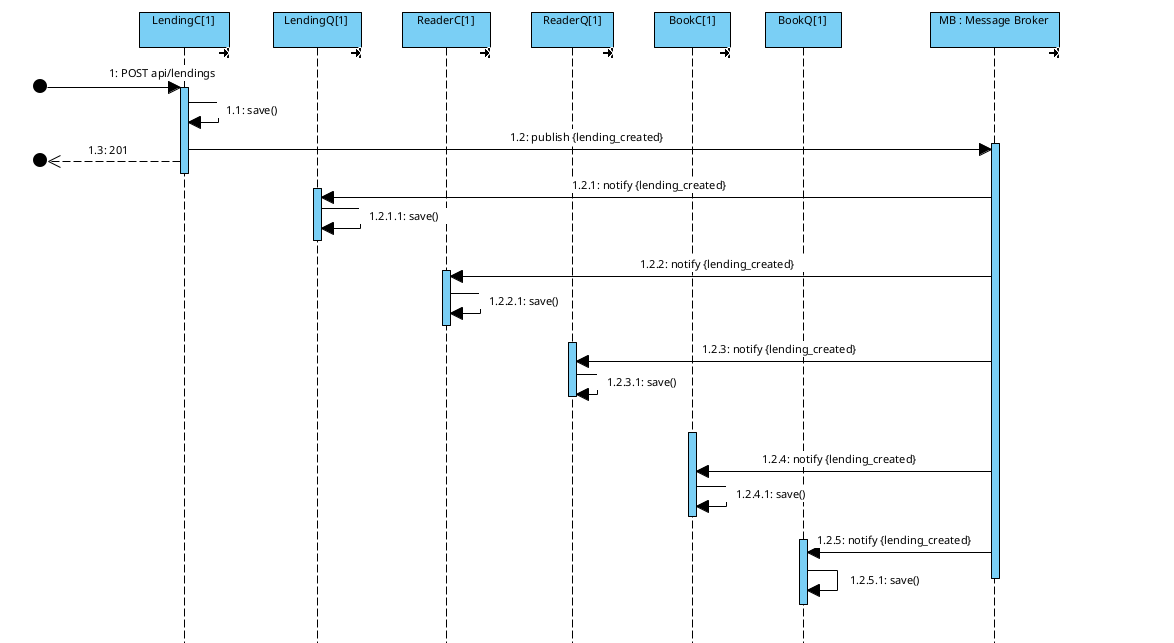 LendingC[1]
LendingQ[1]
ReaderC[1]
ReaderQ[1]
BookC[1]
BookQ[1]
MB : Message Broker
1: POST api/lendings
1.1: save()
1.2: publish {lending_created}
1.3: 201
1.2.1: notify {lending_created}
1.2.1.1: save()
1.2.2: notify {lending_created}
1.2.2.1: save()
1.2.3: notify {lending_created}
1.2.3.1: save()
1.2.4: notify {lending_created}
1.2.4.1: save()
1.2.5: notify {lending_created}
1.2.5.1: save()